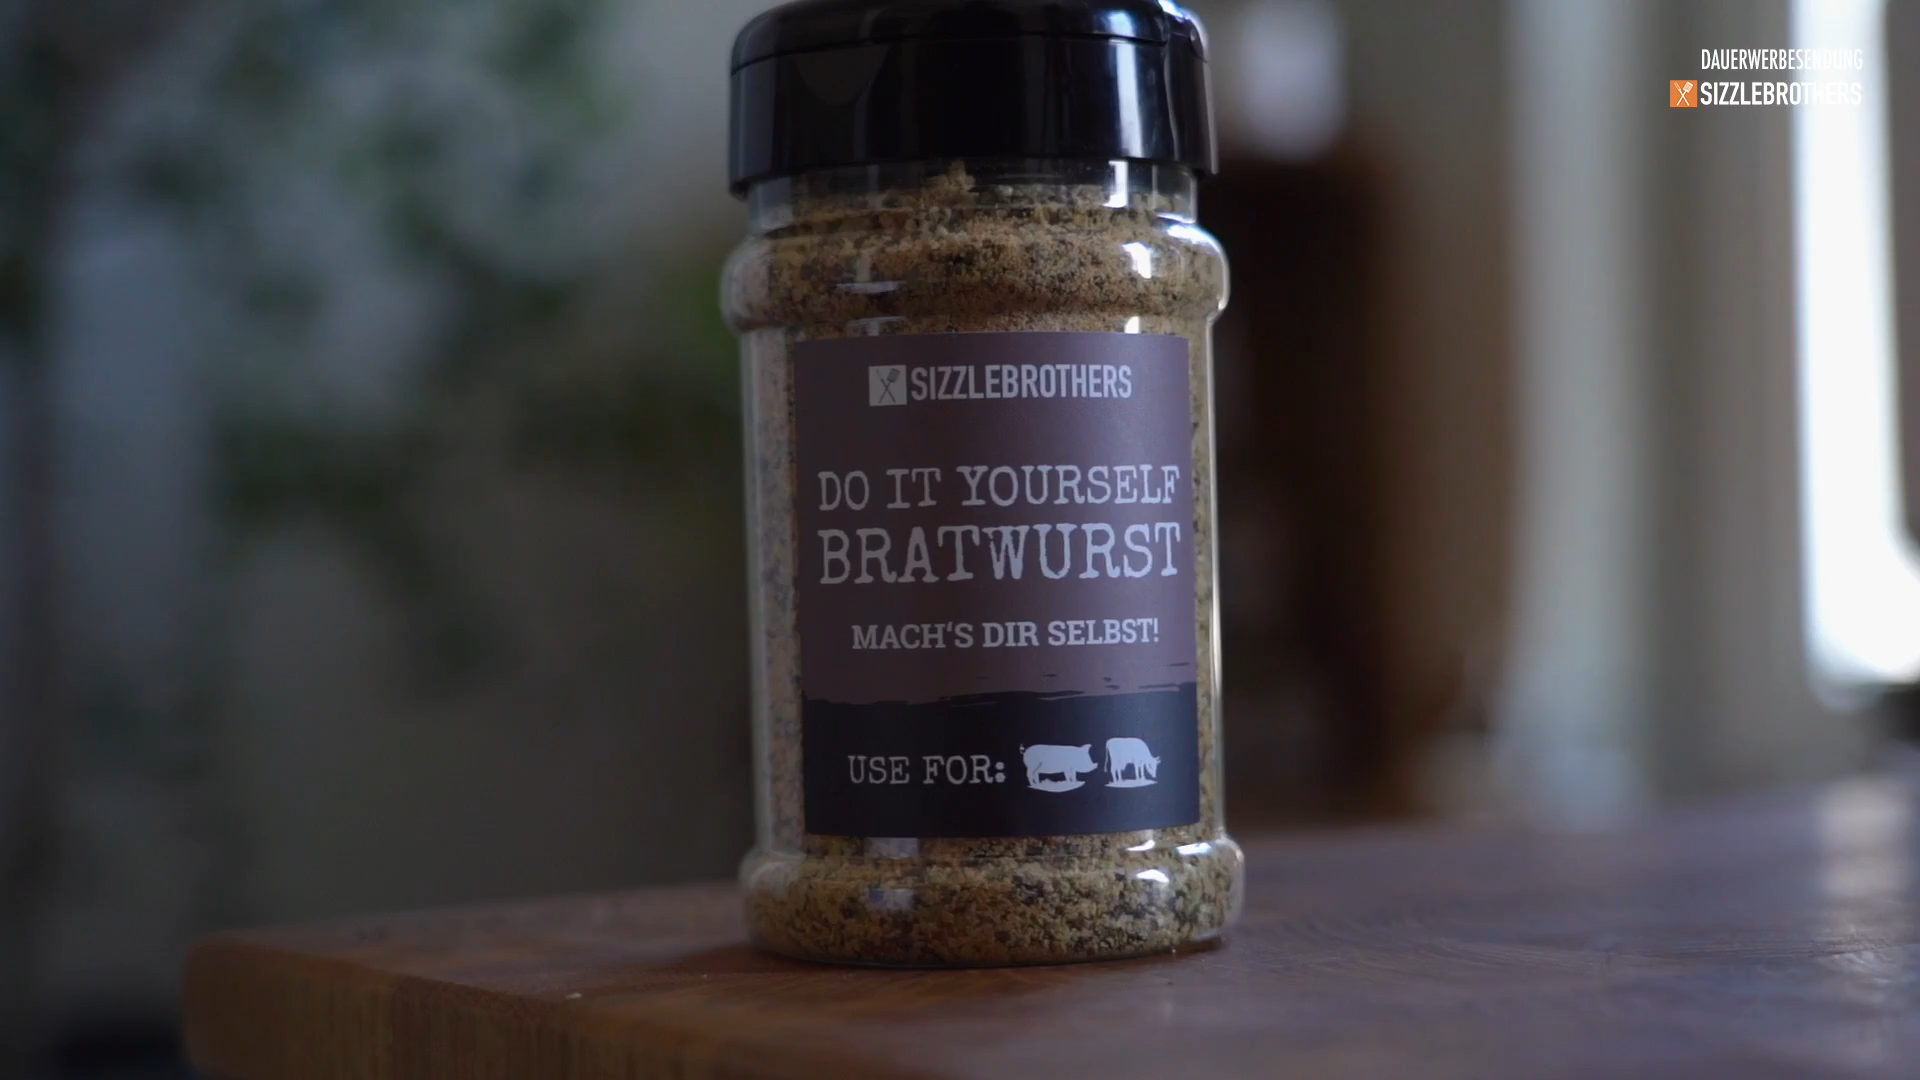 DAUERWERBESENDUNG
SIZZLEBROTHERS
SIZZLEBROTHERS
DO IT YOURSELF
BRATWURST
MACH‘S DIR SELBST!
USE FOR: